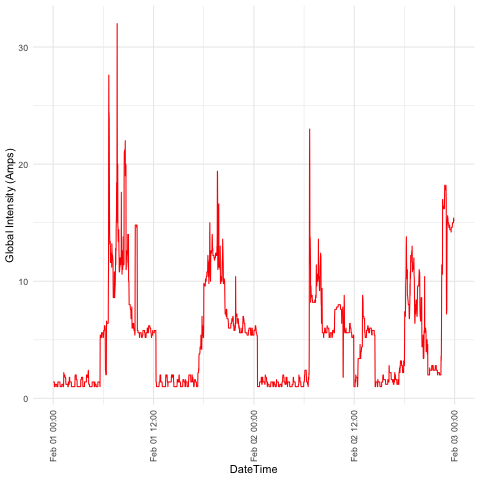 Global Intensity (Amps)
30
20
10
0
Feb 01 00:00
Feb 01 12:00
Feb 02 00:00
Feb 02 12:00
Feb 03 00:00
DateTime